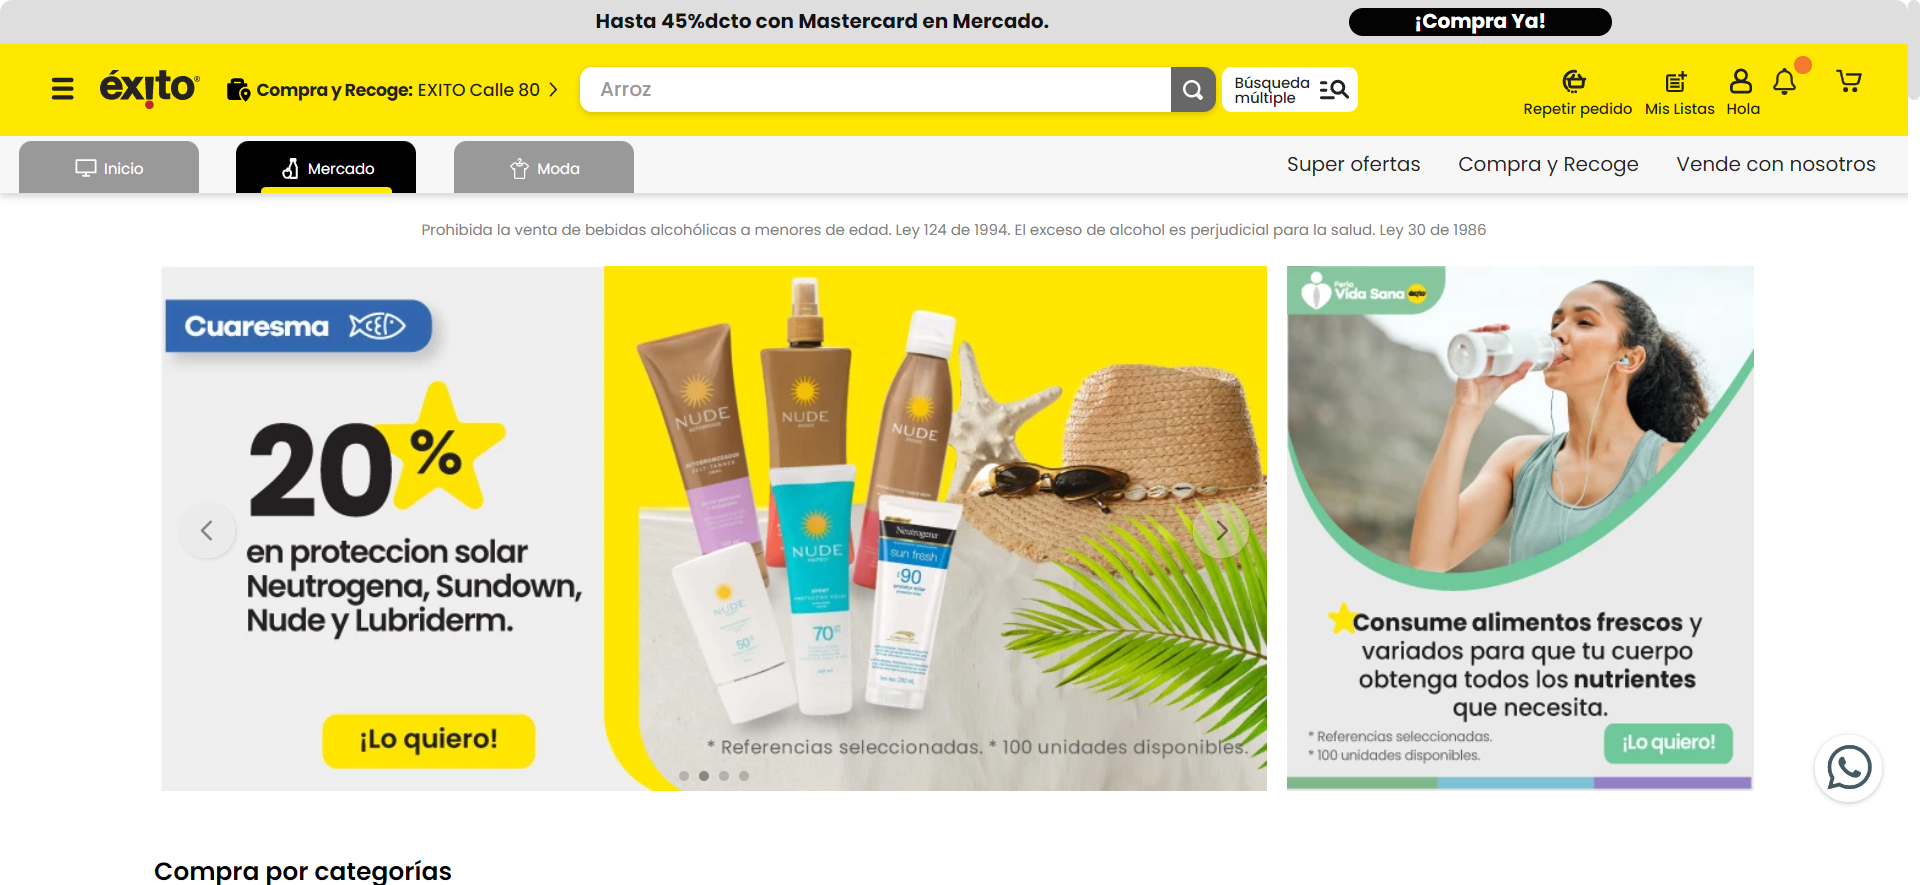 Hasta 45%dcto con Mastercard en Mercado.
¡Compra Ya!
éxito
Compra y Recoge: EXITO Calle 80
Arroz
Búsqueda
múltiple
Repetir pedido
Mis Listas
Hola
Inicio
Mercado
Moda
Super ofertas
Compra y Recoge
Vende con nosotros
Prohibida la venta de bebidas alcohólicas a menores de edad. Ley 124 de 1994. El exceso de alcohol es perjudicial para la salud. Ley 30 de 1986
Cuaresma
20%
en proteccion solar
Neutrogena, Sundown,
Nude y Lubriderm.
¡Lo quiero!
NUDE
NUDE
NUDE
NUDE
NUDE
50
70
Neutrogena
sun fresh
90
* Referencias seleccionadas. * 100 unidades disponibles.
Feria
Vida Sana éxito
Consume alimentos frescos y
variados para que tu cuerpo
obtenga todos los nutrientes
que necesita.
* Referencias seleccionadas.
* 100 unidades disponibles.
¡Lo quiero!
Compra por categorías